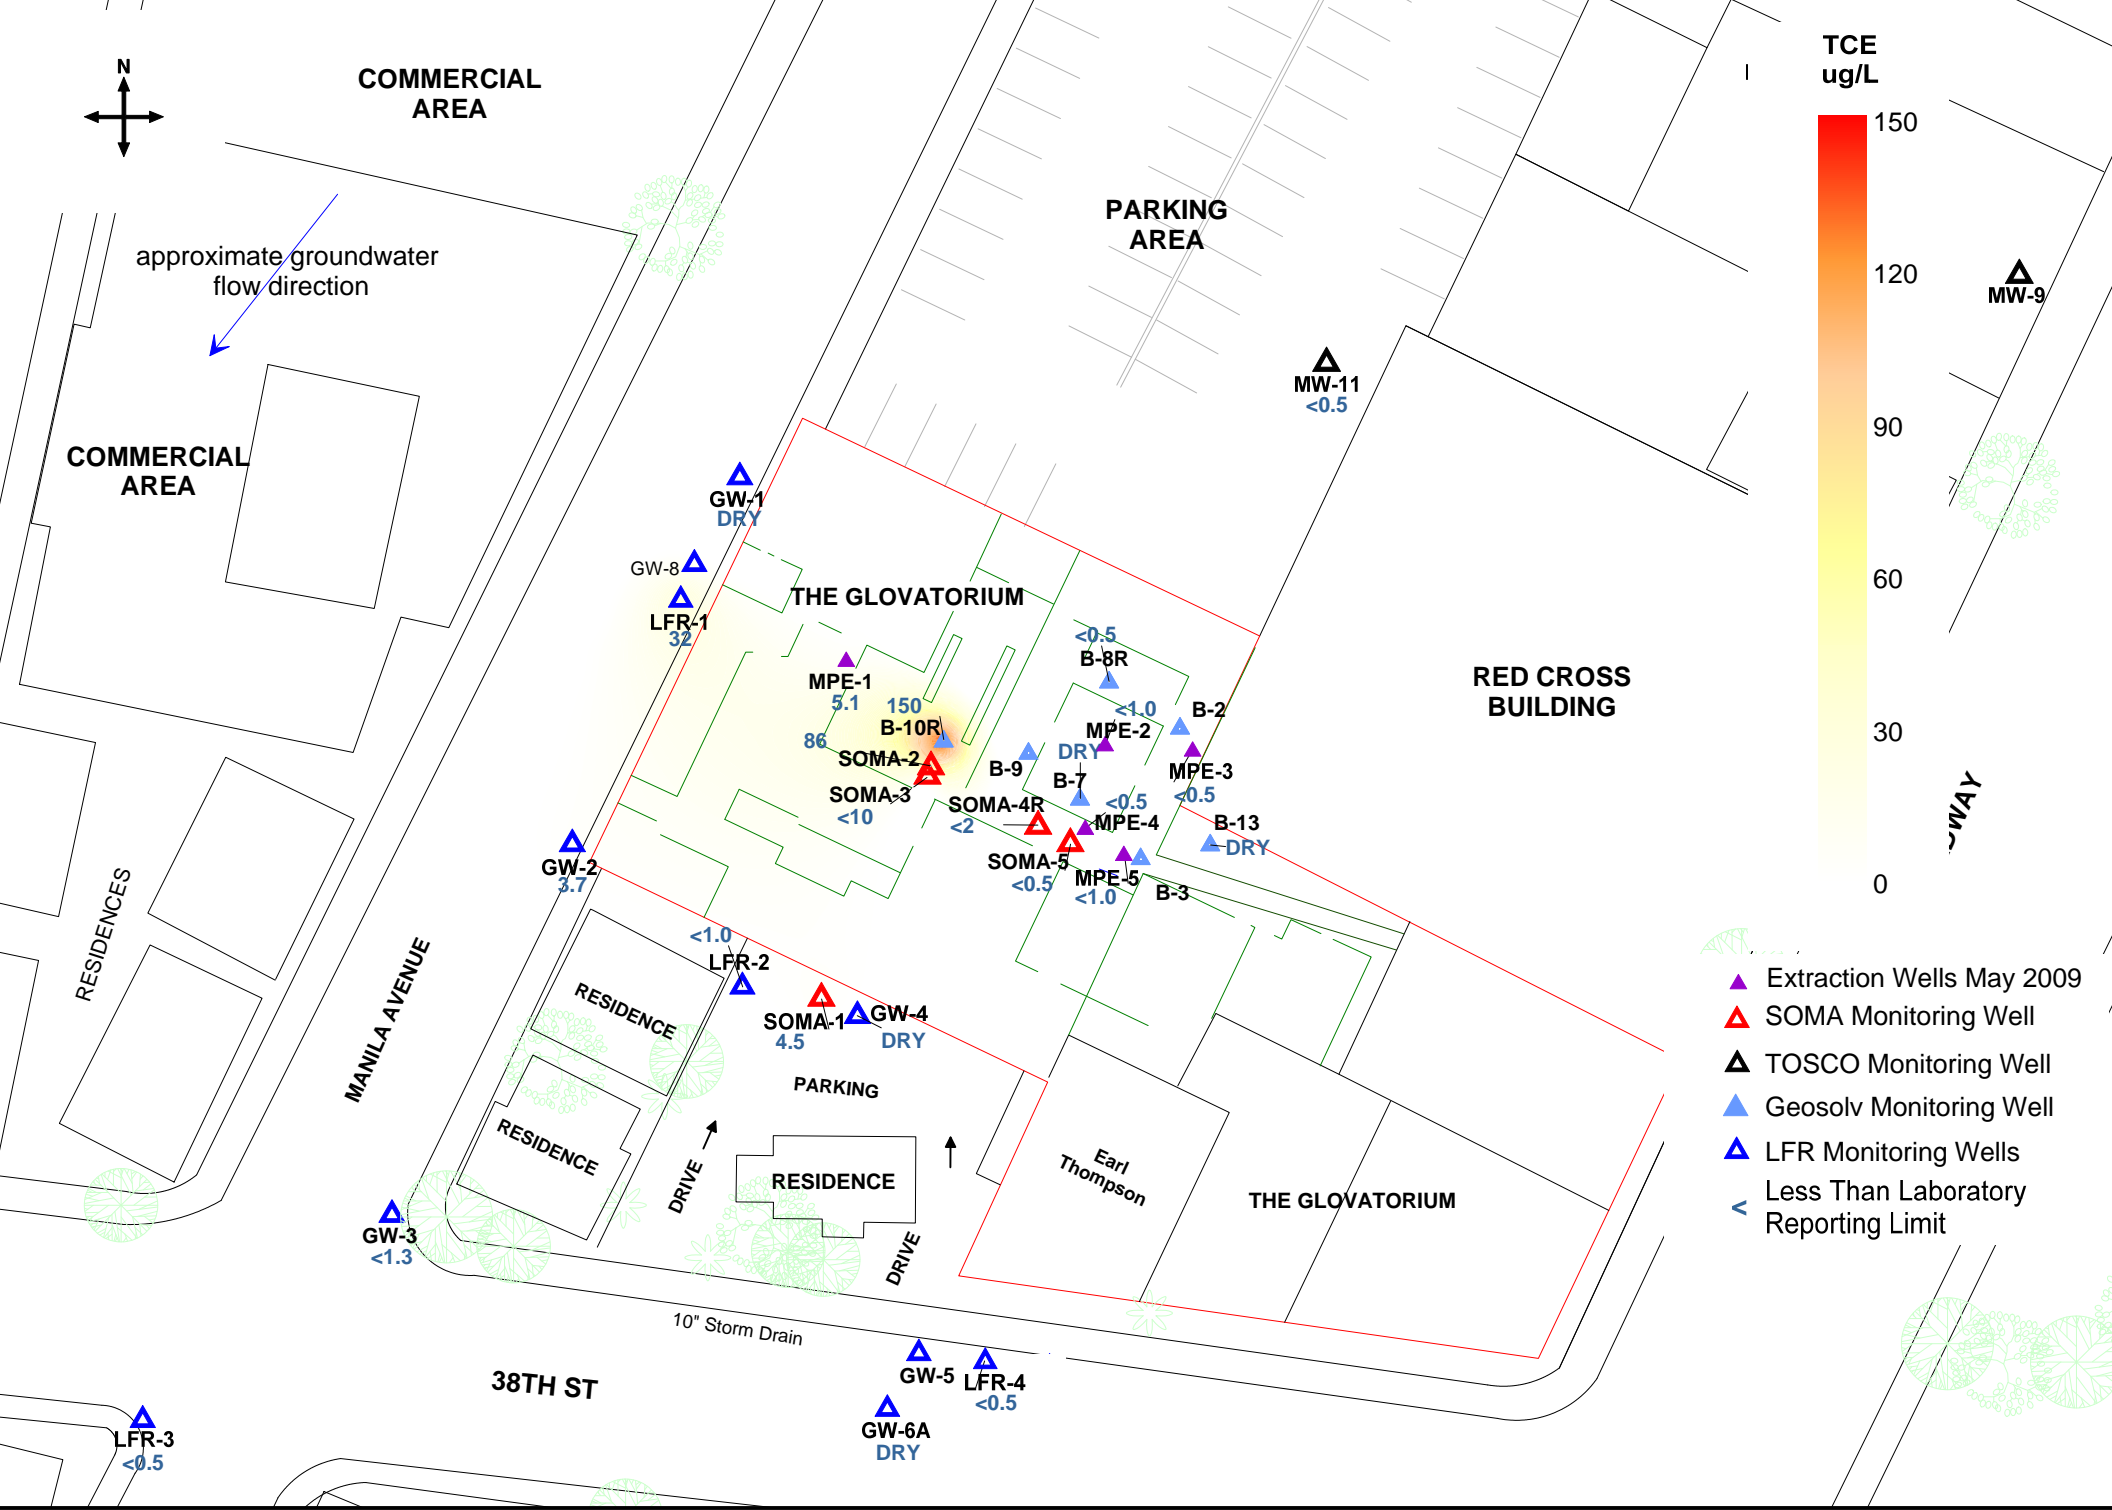 N
COMMERCIAL
AREA
approximate groundwater
flow direction
COMMERCIAL
AREA
PARKING
AREA
TCE
ug/L
150
120
90
60
30
0
MW-9
MW-11
<0.5
GW-1
DRY
GW-8
LFR-1
32
THE GLOVATORIUM
MPE-1
5.1
150
B-10R
86
SOMA-2
SOMA-3
<10
<0.5
B-8R
<1.0
B-2
MPE-2
DRY
B-9
B-7
MPE-3
<0.5
SOMA-4R
<2
<0.5
MPE-4
B-13
DRY
SOMA-5
<0.5
MPE-5
<1.0
B-3
RED CROSS
BUILDING
GW-2
3.7
<1.0
LFR-2
SOMA-1
4.5
GW-4
DRY
RESIDENCES
MANILA AVENUE
RESIDENCE
RESIDENCE
PARKING
DRIVE
RESIDENCE
DRIVE
Earl
Thompson
THE GLOVATORIUM
WAY
Extraction Wells May 2009
SOMA Monitoring Well
TOSCO Monitoring Well
Geosolv Monitoring Well
LFR Monitoring Wells
< Less Than Laboratory
Reporting Limit
GW-3
<1.3
10" Storm Drain
38TH ST
GW-5
LFR-4
<0.5
GW-6A
DRY
LFR-3
<0.5